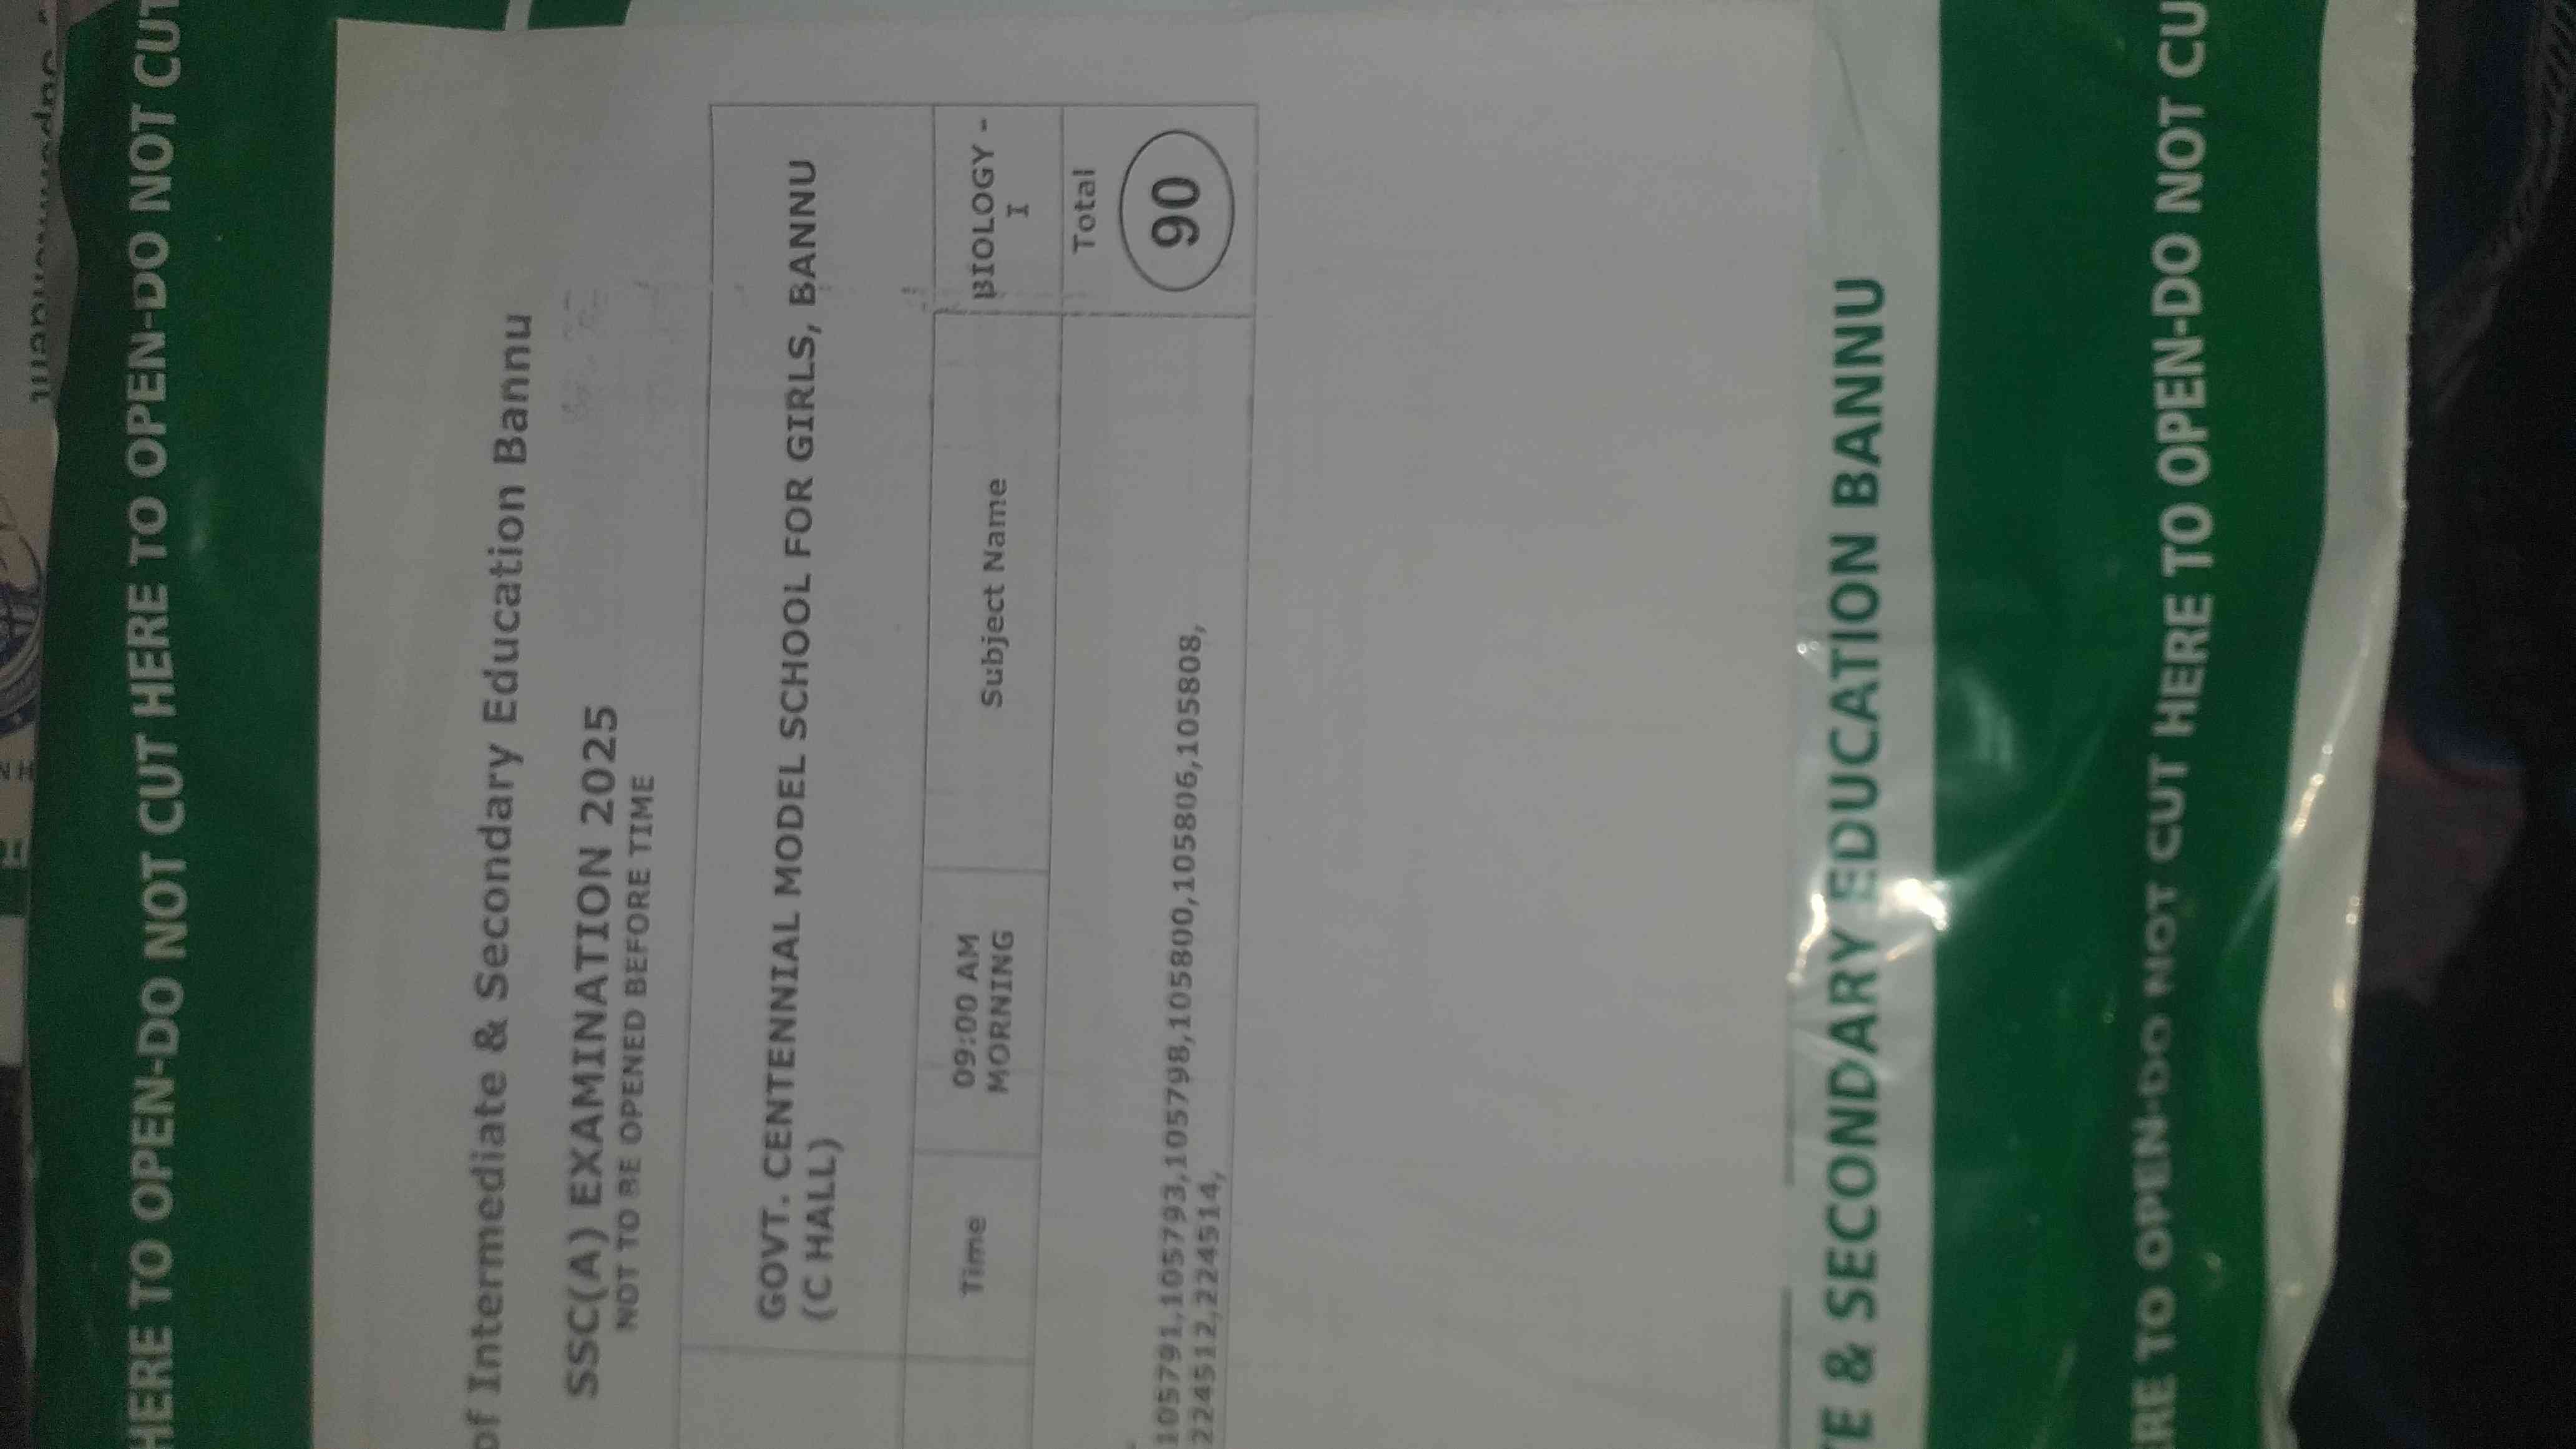 HERE TO OPEN-DO NOT CUT HERE TO OPEN-DO NOT CUT
of Intermediate & Secondary Education Bannu
SSC(A) EXAMINATION 2025
NOT TO BE OPENED BEFORE TIME
GOVT. CENTENNIAL MODEL SCHOOL FOR GIRLS, BANNU
(C HALL)
Time
09:00 AM
MORNING
Subject Name
BIOLOGY -
I
Total
105791,105793,105793,105798,105800,105806,105808,
224512,224514,
90
TE & SECONDARY EDUCATION BANNU
ERE TO OPEN-DO NOT CUT HERE TO OPEN-DO NOT CU